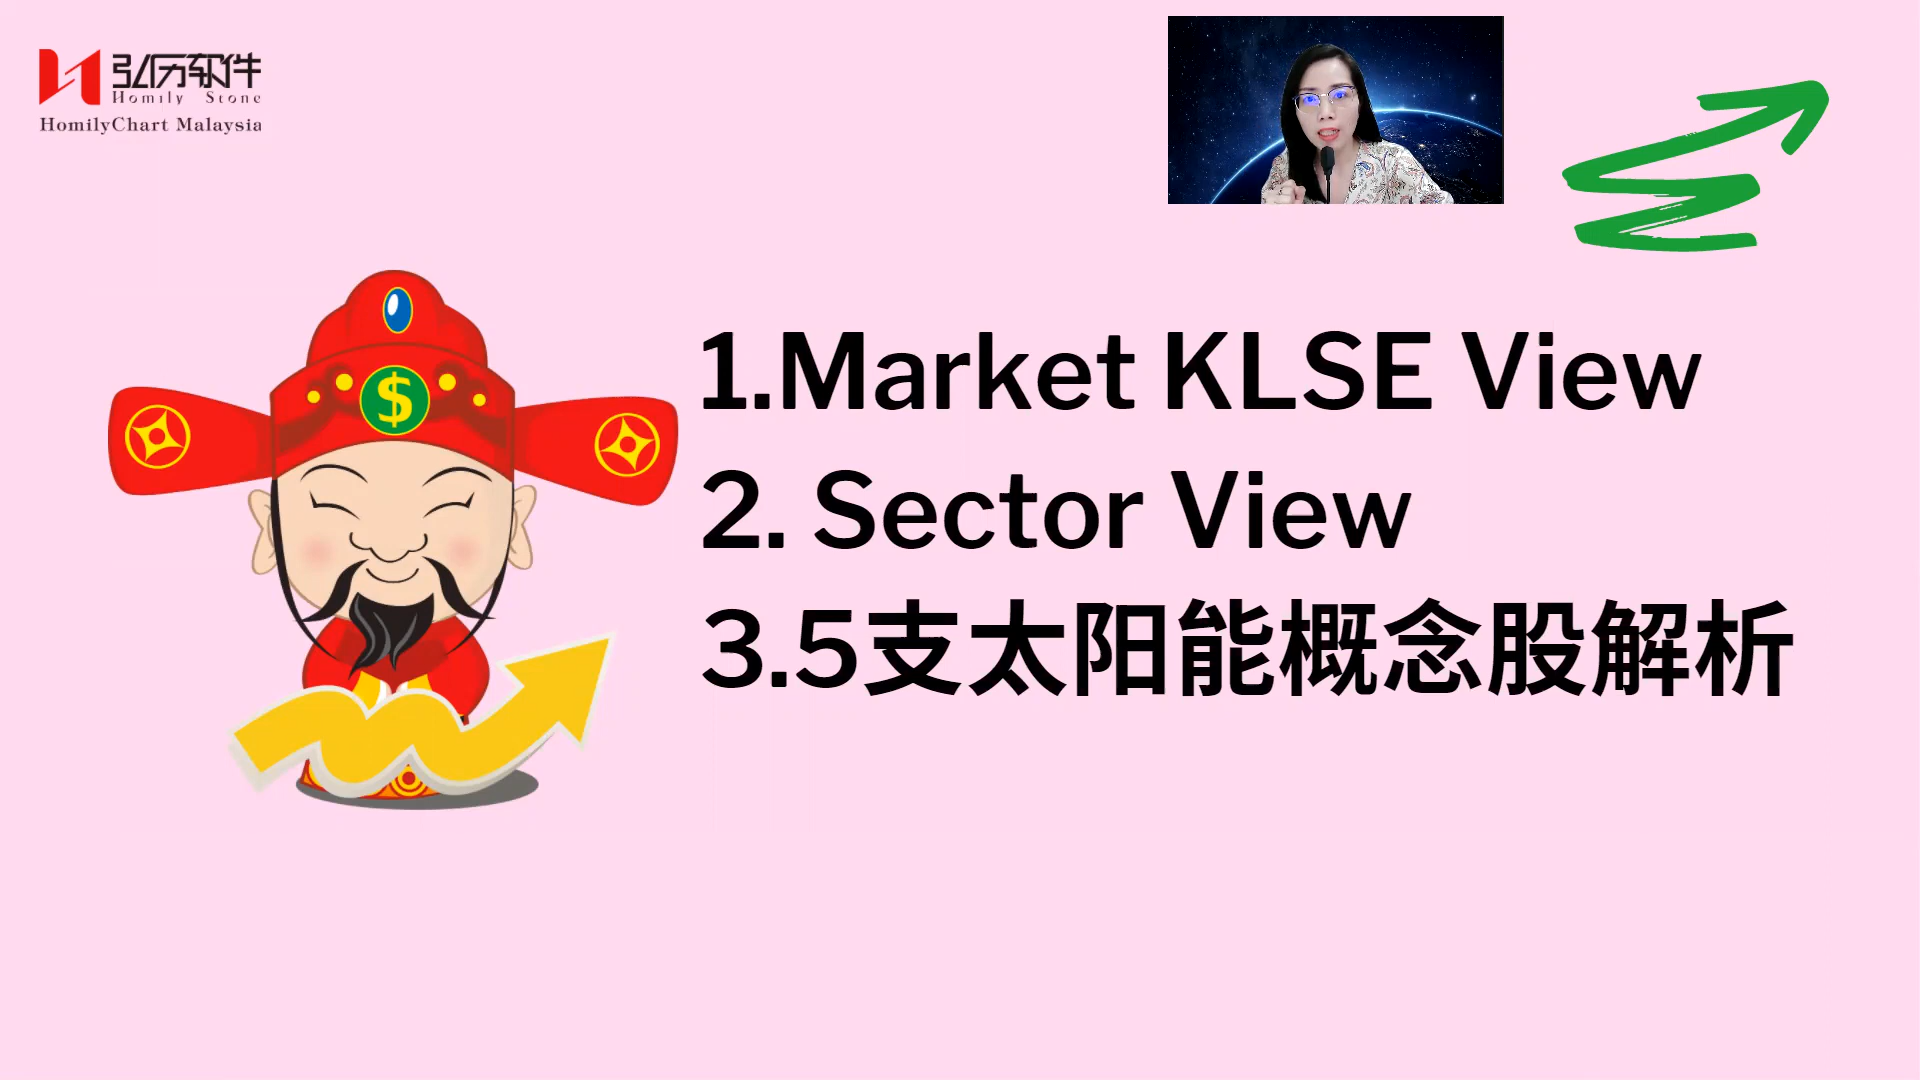 弘历软件
Homily Stone
HomilyChart Malaysia
$
1.Market KLSE View
2. Sector View
3.5支太阳能概念股解析